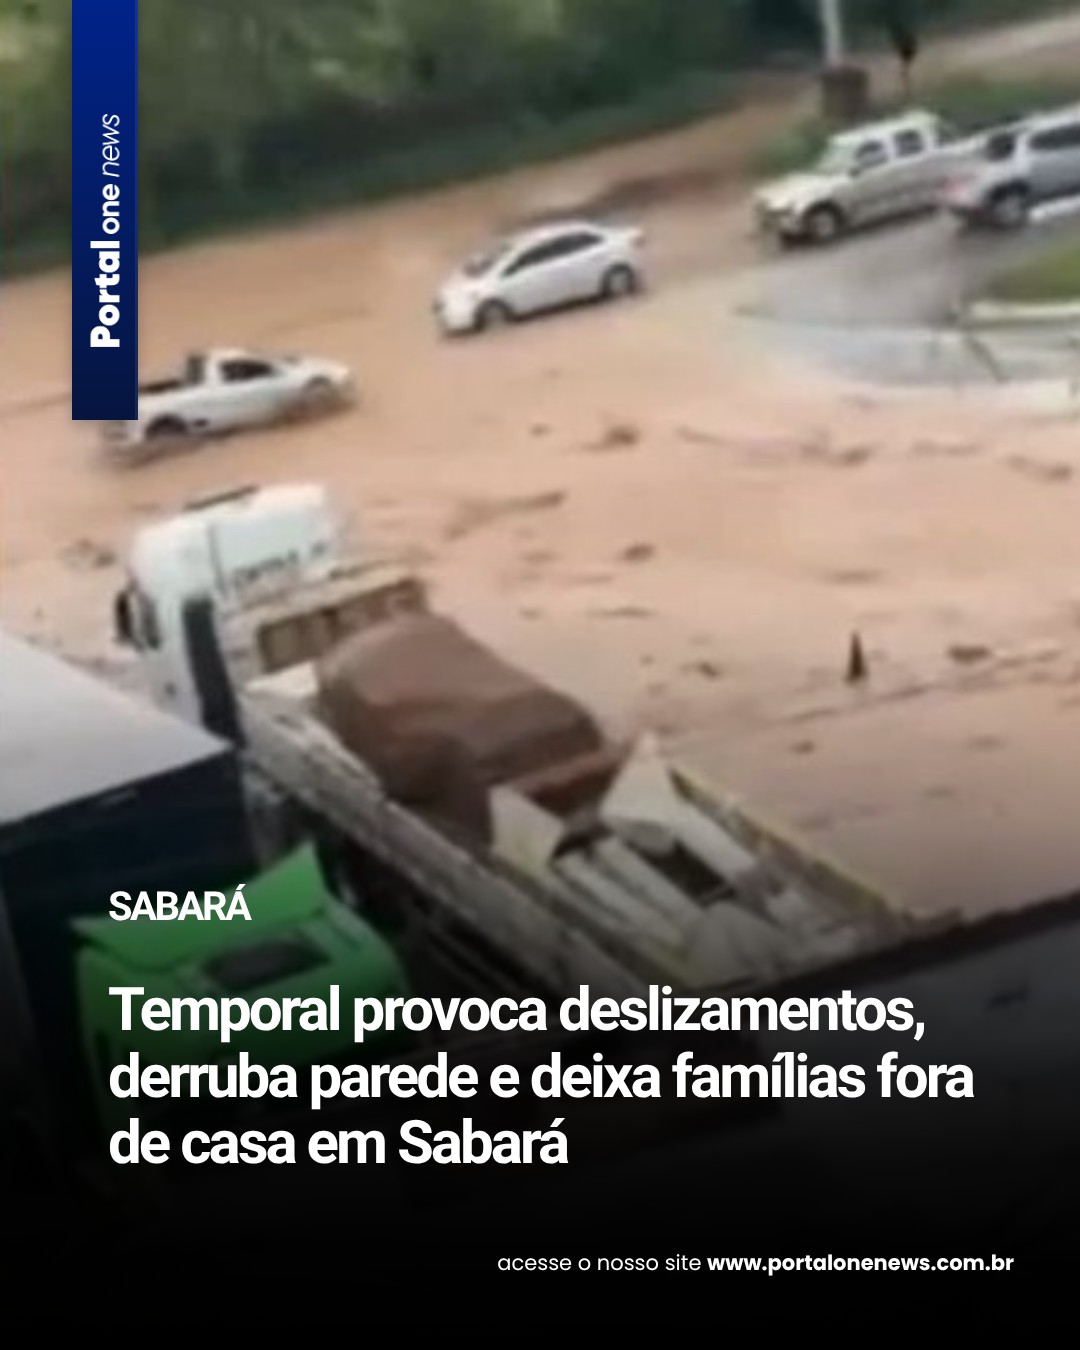 Portal one news
SABARÁ
Temporal provoca deslizamentos,
derruba parede e deixa famílias fora
de casa em Sabará
acesse o nosso site www.portalonenews.com.br